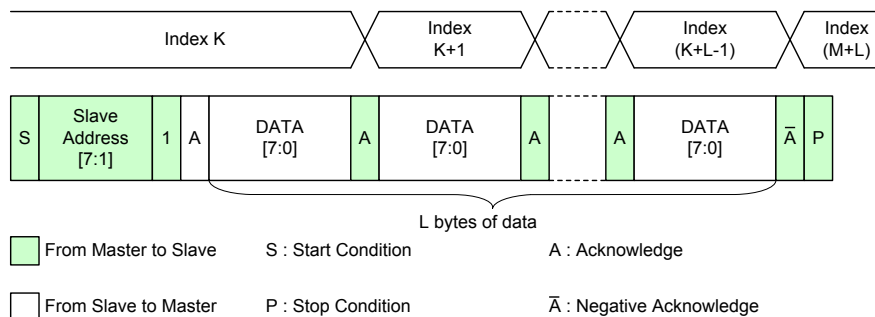 Index K
Index
K+1
Index
(K+L-1)
Index
(M+L)
S
Slave
Address
[7:1]
1
A
DATA
[7:0]
A
DATA
[7:0]
A
A
DATA
[7:0]
A̅
P
L bytes of data
From Master to Slave
S : Start Condition
A : Acknowledge
From Slave to Master
P : Stop Condition
A̅ : Negative Acknowledge